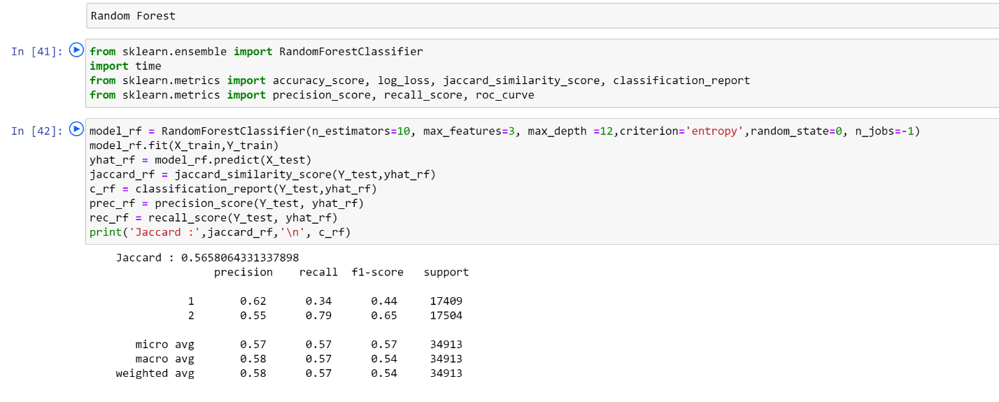 Random Forest
In [41]:
from sklearn.ensemble import RandomForestClassifier
import time
from sklearn.metrics import accuracy_score, log_loss, jaccard_similarity_score, classification_report
from sklearn.metrics import precision_score, recall_score, roc_curve
In [42]:
model_rf = RandomForestClassifier(n_estimators=10, max_features=3, max_depth =12,criterion='entropy',random_state=0, n_jobs=-1)
model_rf.fit(X_train,Y_train)
yhat_rf = model_rf.predict(X_test)
jaccard_rf = jaccard_similarity_score(Y_test,yhat_rf)
c_rf = classification_report(Y_test,yhat_rf)
prec_rf = precision_score(Y_test, yhat_rf)
rec_rf = recall_score(Y_test, yhat_rf)
print('Jaccard :',jaccard_rf,'\n', c_rf)
Jaccard : 0.5658064331337898
precision recall f1-score support
1 0.62 0.34 0.44 17409
2 0.55 0.79 0.65 17504
micro avg 0.57 0.57 0.57 34913
macro avg 0.58 0.57 0.54 34913
weighted avg 0.58 0.57 0.54 34913